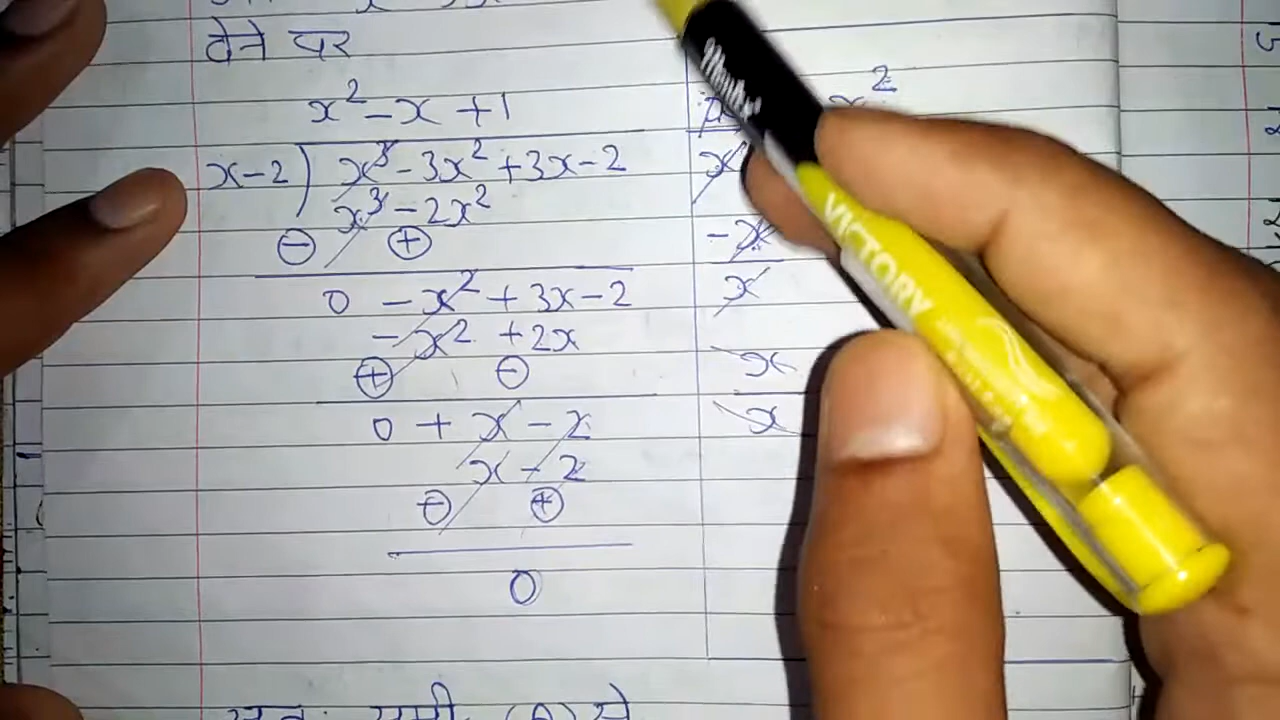 देने पर
x² - x + 1
x-2 ) x³ - 3x² + 3x - 2
x³ - 2x²
⊖ ⊕
0 - x² + 3x - 2
- x² + 2x
⊕ ⊖
0 + x - 2
x - 2
⊖ ⊕
0
x²
-x
x
x
x
VICTORY
(A) से